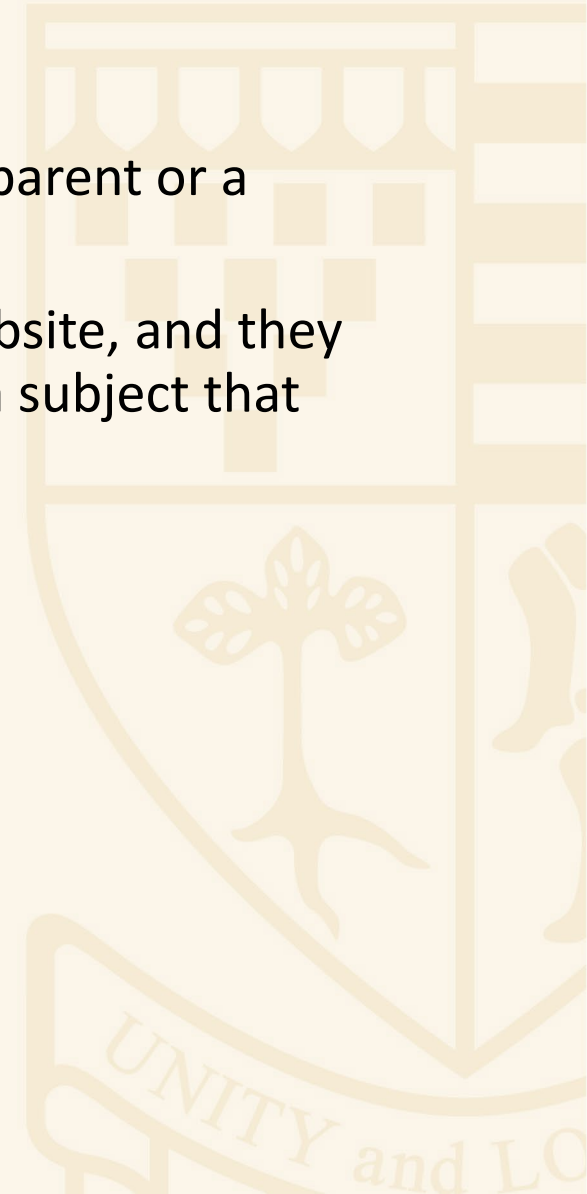 parent or a
bsite, and they
subject that
UNITY and LO